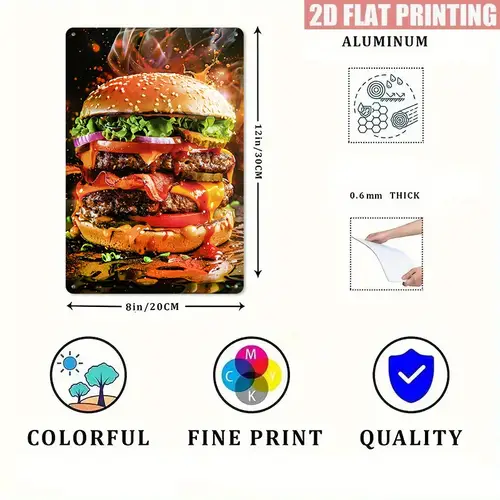 2D FLAT PRINTING
ALUMINUM
12in/30CM
0.6mm THICK
8in/20CM
M
C Y
K
COLORFUL
FINE PRINT
QUALITY